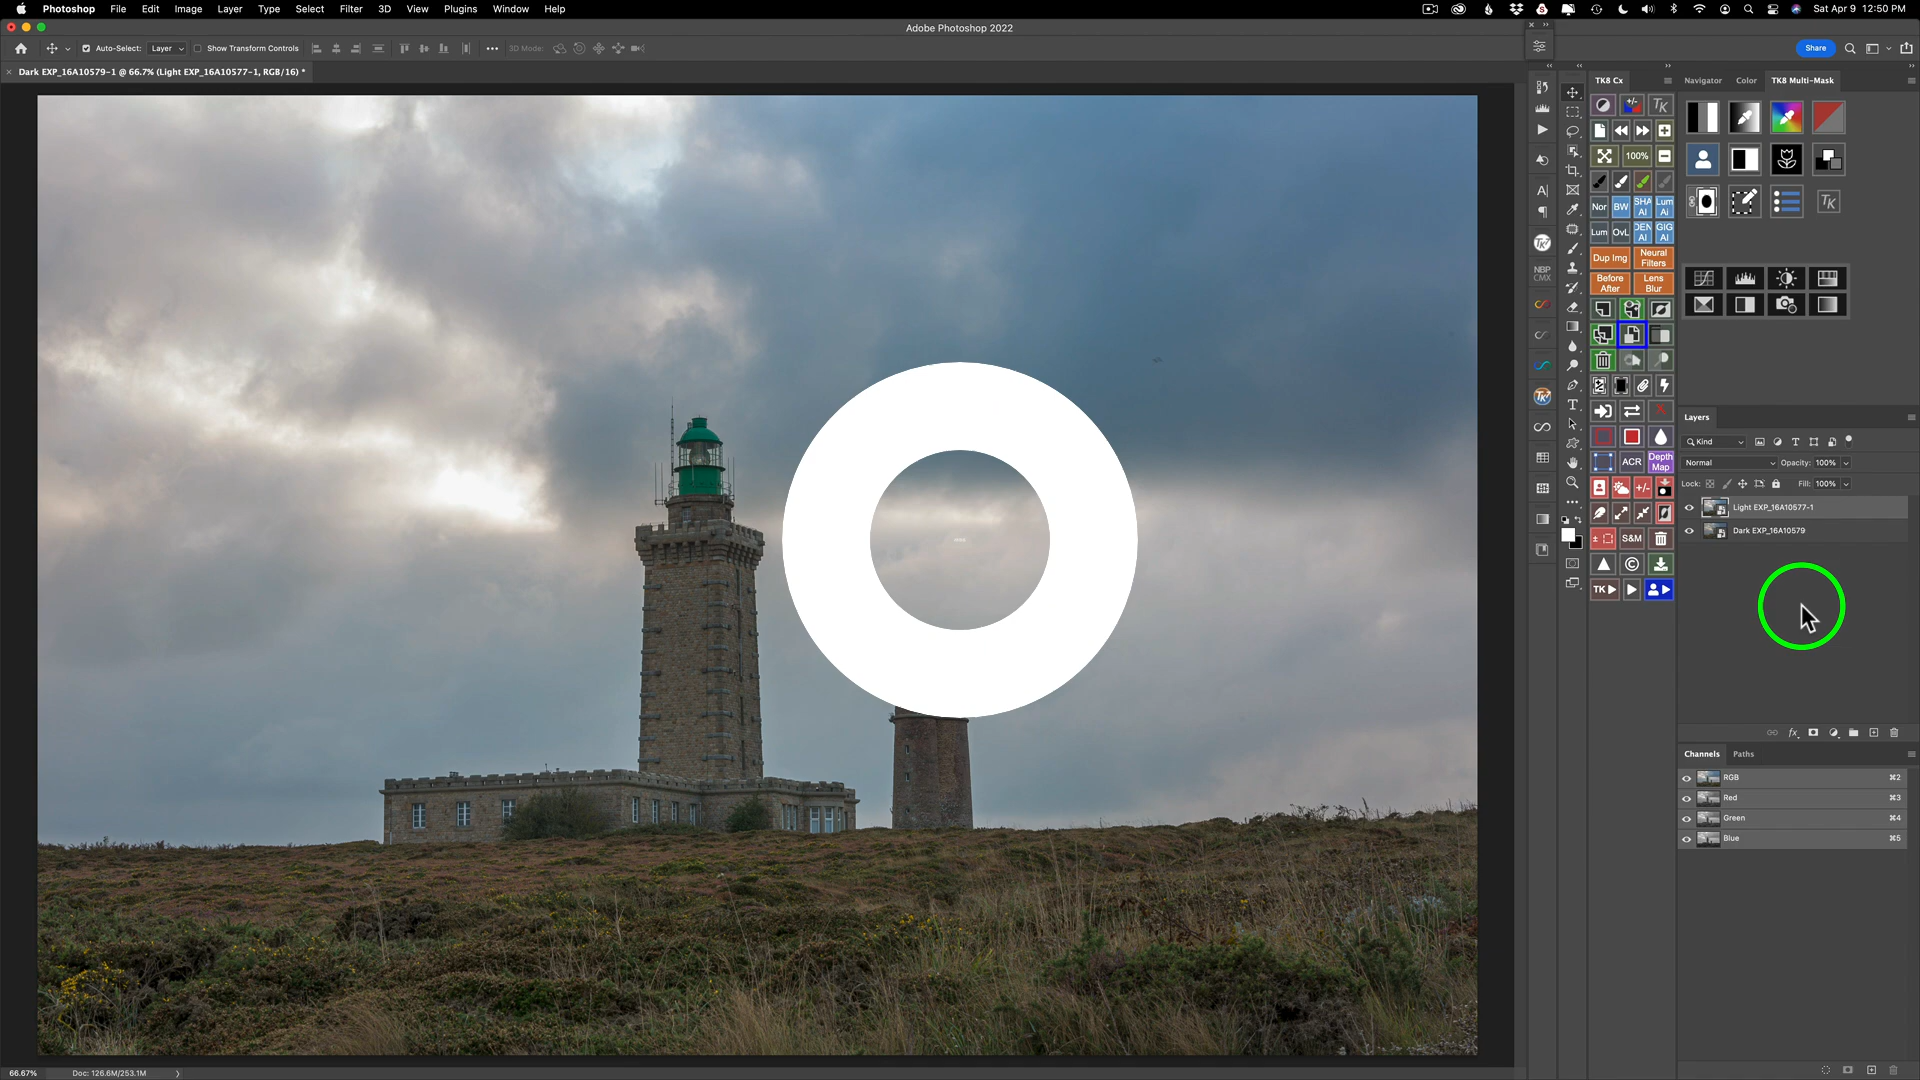 Photoshop File Edit Image Layer Type Select Filter 3D View Plugins Window Help
Sat Apr 9 12:50 PM
Adobe Photoshop 2022
Auto-Select: Layer Show Transform Controls
3D Mode:
Share
Dark EXP_16A10579-1 @ 66.7% (Light EXP_16A10577-1, RGB/16) *
TK8 Cx
Navigator Color TK8 Multi-Mask
TK
100%
TK
Nor BW SHA AI Lum Ai
Lum OvL DEN AI GIG AI
Dup Img Neural Filters
Before After Lens Blur
NBP
CMX
ACR Depth Map
S&M
TK
Layers
Kind
Normal Opacity: 100%
Lock: Fill: 100%
Light EXP_16A10577-1
Dark EXP_16A10579
fx
Channels Paths
RGB ⌘2
Red ⌘3
Green ⌘4
Blue ⌘5
66.67% Doc: 126.6M/253.1M